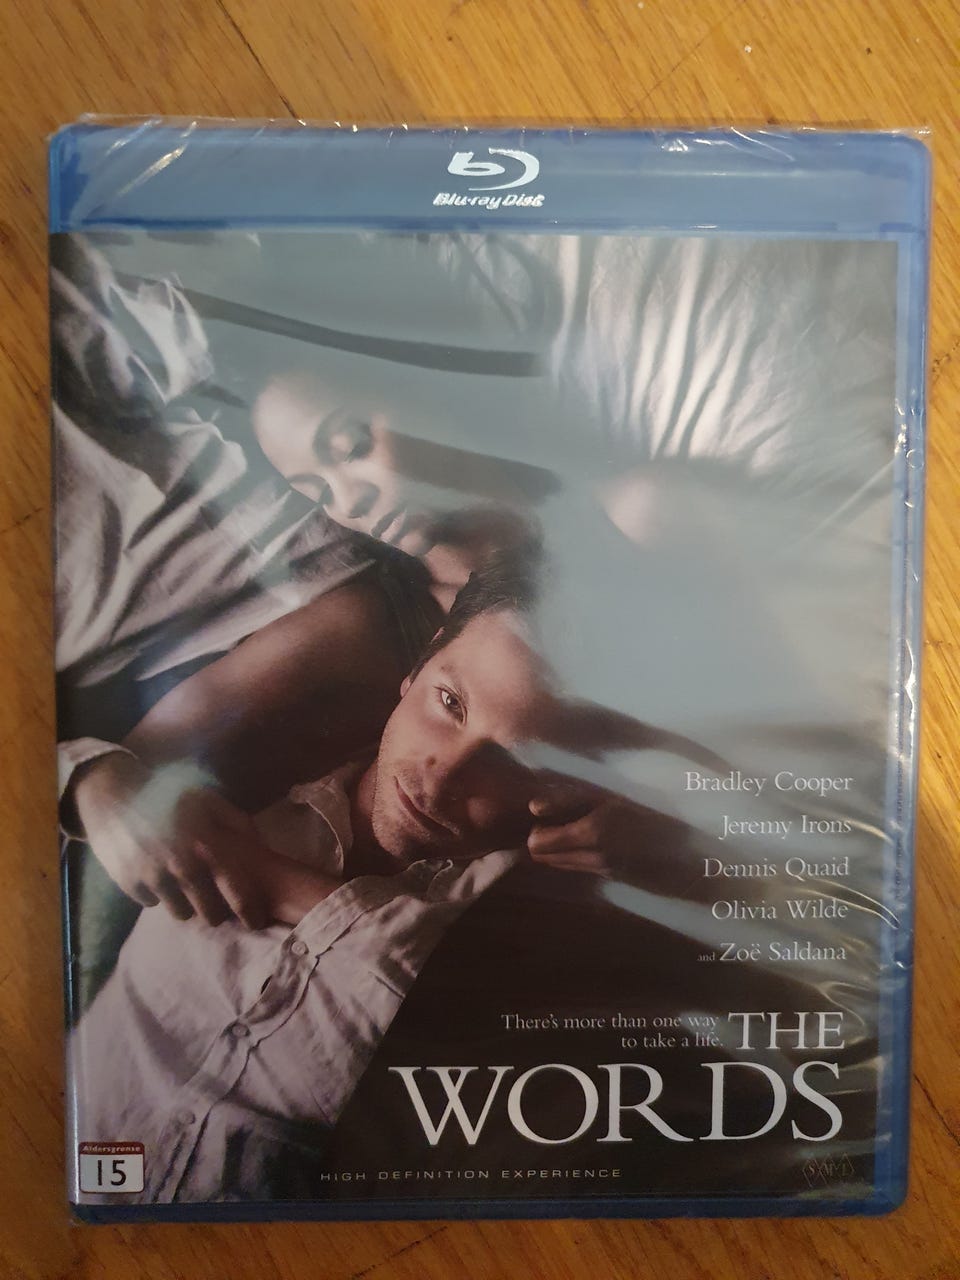 Blu-ray Disc
Bradley Cooper
Jeremy Irons
Dennis Quaid
Olivia Wilde
and Zoë Saldana
There's more than one way
to take a life.
THE
WORDS
Aldersgrense
15
HIGH DEFINITION EXPERIENCE